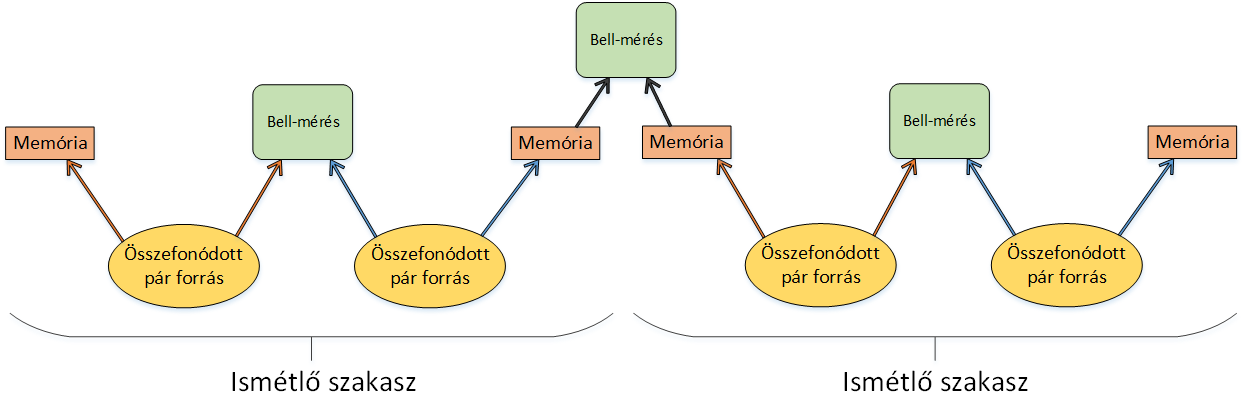 Bell-mérés
Bell-mérés
Bell-mérés
Memória
Memória
Memória
Memória
Összefonódott
pár forrás
Összefonódott
pár forrás
Összefonódott
pár forrás
Összefonódott
pár forrás
Ismétlő szakasz
Ismétlő szakasz